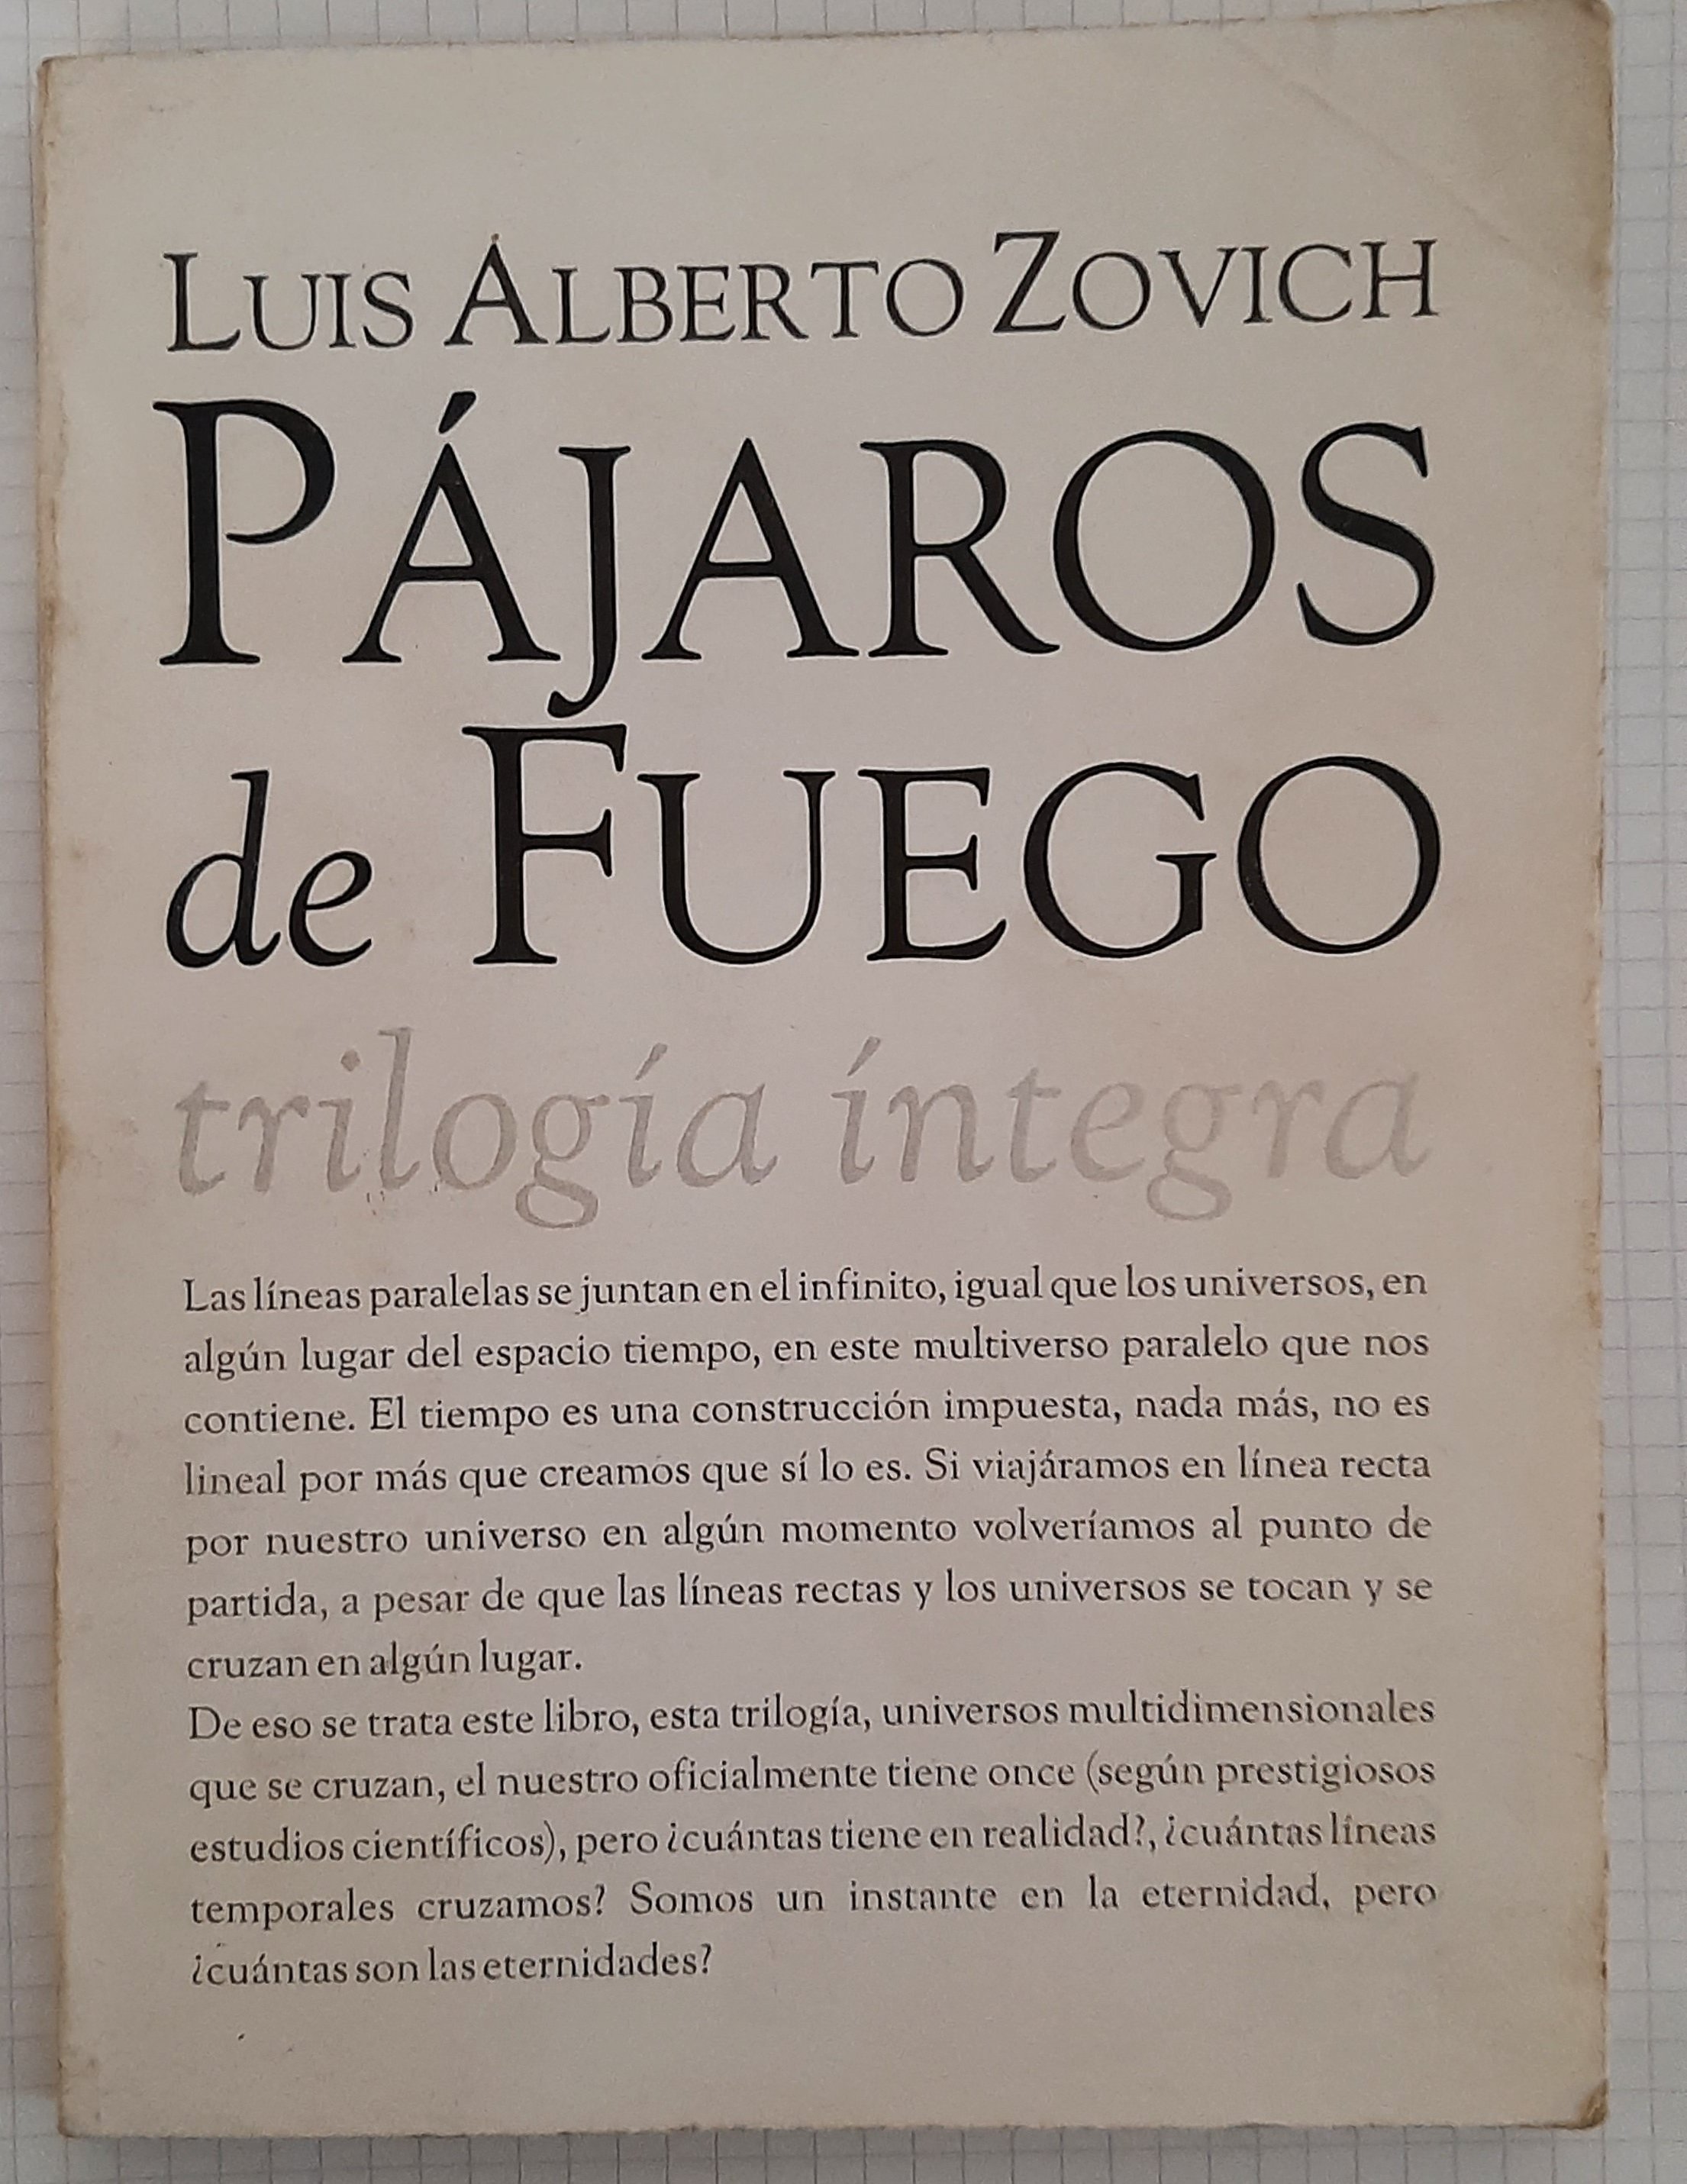 LUIS ALBERTO ZOVICH
PÁJAROS
de FUEGO
trilogía íntegra
Las líneas paralelas se juntan en el infinito, igual que los universos, en
algún lugar del espacio tiempo, en este multiverso paralelo que nos
contiene. El tiempo es una construcción impuesta, nada más, no es
lineal por más que creamos que sí lo es. Si viajáramos en línea recta
por nuestro universo en algún momento volveríamos al punto de
partida, a pesar de que las líneas rectas y los universos se tocan y se
cruzan en algún lugar.
De eso se trata este libro, esta trilogía, universos multidimensionales
que se cruzan, el nuestro oficialmente tiene once (según prestigiosos
estudios científicos), pero ¿cuántas tiene en realidad?, ¿cuántas líneas
temporales cruzamos? Somos un instante en la eternidad, pero
¿cuántas son las eternidades?